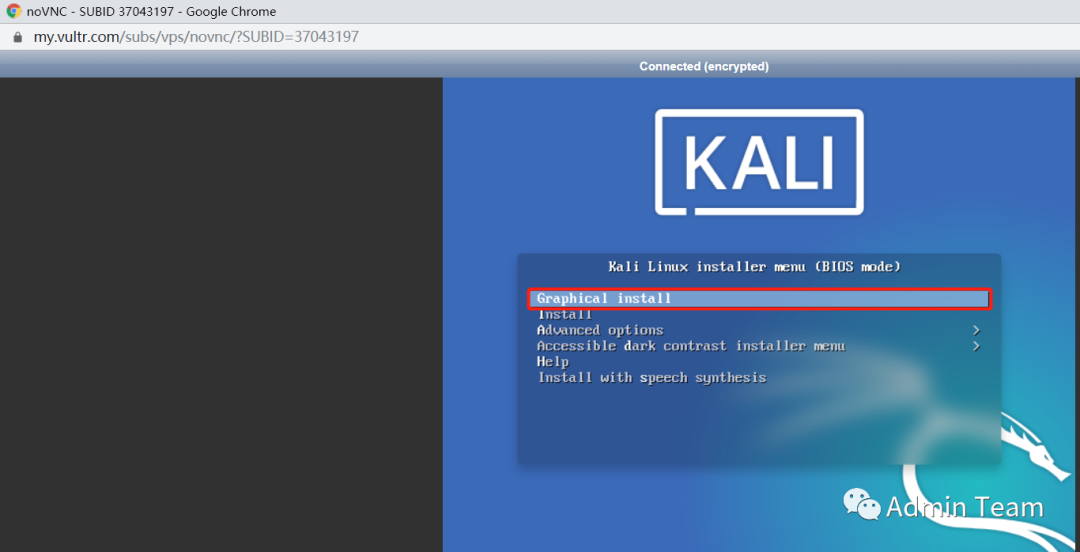 noVNC - SUBID 37043197 - Google Chrome
my.vultr.com/subs/vps/novnc/?SUBID=37043197
Connected (encrypted)
KALI
Kali Linux installer menu (BIOS mode)
Graphical install
Install
Advanced options >
Accessible dark contrast installer menu >
Help
Install with speech synthesis
Admin Team